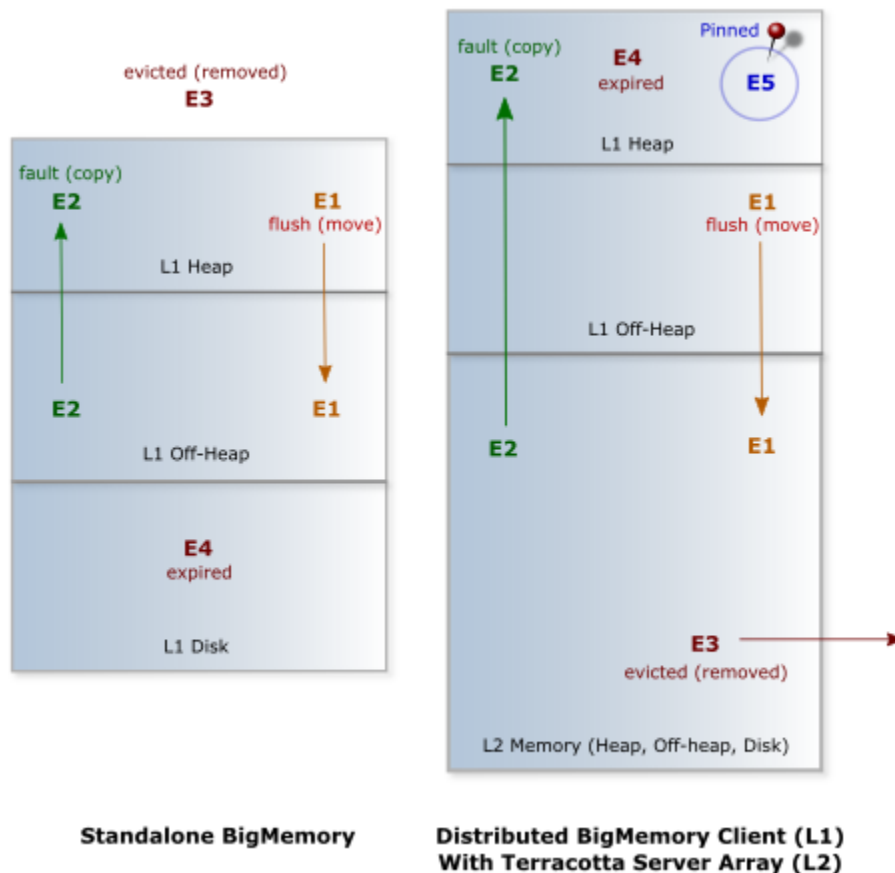 evicted (removed)
E3
fault (copy)
E2
E1
flush (move)
L1 Heap
E2
E1
L1 Off-Heap
E4
expired
L1 Disk
Standalone BigMemory
Pinned
fault (copy)
E2
E4
expired
E5
L1 Heap
E1
flush (move)
L1 Off-Heap
E2
E1
E3
evicted (removed)
L2 Memory (Heap, Off-heap, Disk)
Distributed BigMemory Client (L1)
With Terracotta Server Array (L2)